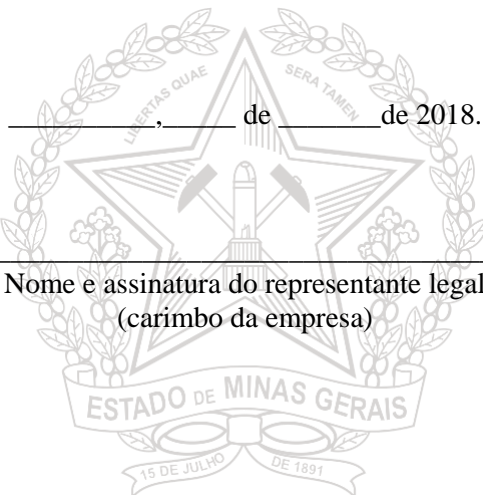 LIBERTAS QUAE SERA TAMEN
__________,_____ de _______de 2018.
Nome e assinatura do representante legal
(carimbo da empresa)
ESTADO DE MINAS GERAIS
15 DE JULHO DE 1891